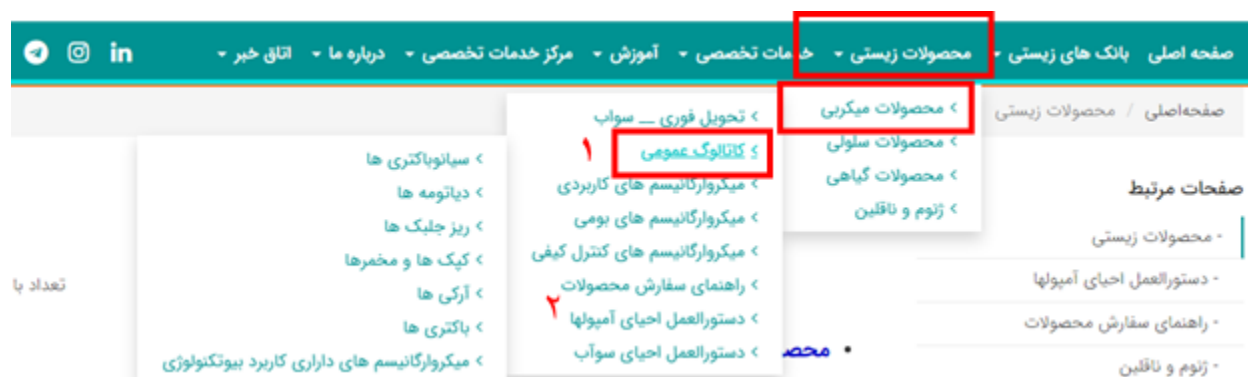 صفحه اصلی بانک های زیستی محصولات زیستی خدمات تخصصی آموزش مرکز خدمات تخصصی درباره ما اتاق خبر in
صفحه‌اصلی / محصولات زیستی
صفحات مرتبط
- محصولات زیستی
- دستورالعمل احیای آمپولها
- راهنمای سفارش محصولات
- ژنوم و ناقلین
› محصولات میکربی
› محصولات سلولی
› محصولات گیاهی
› ژنوم و ناقلین
› تحویل فوری __ سواب
› کاتالوگ عمومی
۱
› میکروارگانیسم های کاربردی
› میکروارگانیسم های بومی
› میکروارگانیسم های کنترل کیفی
› راهنمای سفارش محصولات
› دستورالعمل احیای آمپولها
۲
› دستورالعمل احیای سوآب
› سیانوباکتری ها
› دیاتومه ها
› ریز جلبک ها
› کپک ها و مخمرها
› آرکی ها
› باکتری ها
› میکروارگانیسم های داراری کاربرد بیوتکنولوژی
تعداد با
• محصو